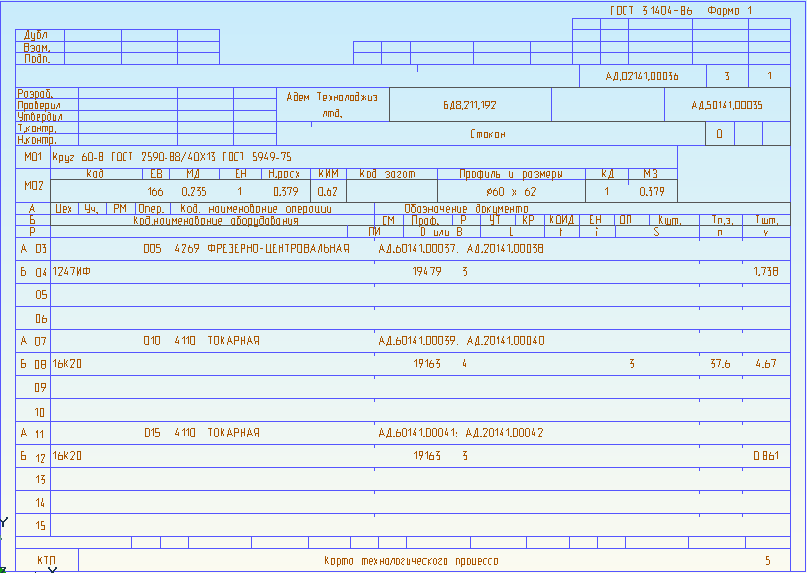 ГОСТ 3.1404-86 Форма 1
Дубл.
Взам.
Подп.
АД.02141.00036 3 1
Разраб.
Проверил
Утвердил
Т.контр.
Н.контр.
Адем Технолоджиз
лтд.
БД8.211.192
АД.50141.00035
Стакан
О
М01 Круг 60-В ГОСТ 2590-88/40Х13 ГОСТ 5949-75
М02
Код ЕВ МД ЕН Н.расх КИМ Код загот Профиль и размеры КД МЗ
166 0.235 1 0.379 0.62 ⌀60 х 62 1 0.379
А Цех Уч. РМ Опер. Код. наименование операции Обозначение документа
Б Код.наименование оборудования СМ Проф. Р УТ КР КОИД ЕН ОП Кшт. Тп.з. Тшт.
Р ПИ D или В L t i S n v
А 03 005 4269 ФРЕЗЕРНО-ЦЕНТРОВАЛЬНАЯ АД.60141.00037. АД.20141.00038
Б 04 1247ИФ 19479 3 1.738
05
06
А 07 010 4110 ТОКАРНАЯ АД.60141.00039. АД.20141.00040
Б 08 16К20 19163 4 3 37.6 4.67
09
10
А 11 015 4110 ТОКАРНАЯ АД.60141.00041; АД.20141.00042
Б 12 16К20 19163 3 0.861
13
14
15
КТП Карта технологического процесса 5
Y
X